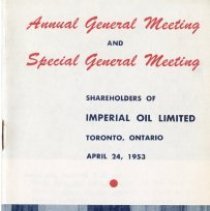 Annual General Meeting
AND
Special General Meeting
SHAREHOLDERS OF
IMPERIAL OIL LIMITED
TORONTO, ONTARIO
APRIL 24, 1953